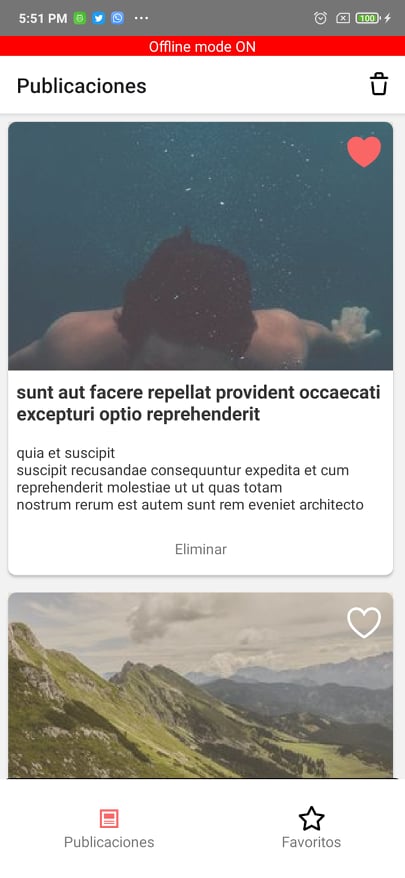 5:51 PM
100
Offline mode ON
Publicaciones
sunt aut facere repellat provident occaecati
excepturi optio reprehenderit
quia et suscipit
suscipit recusandae consequuntur expedita et cum
reprehenderit molestiae ut ut quas totam
nostrum rerum est autem sunt rem eveniet architecto
Eliminar
Publicaciones
Favoritos